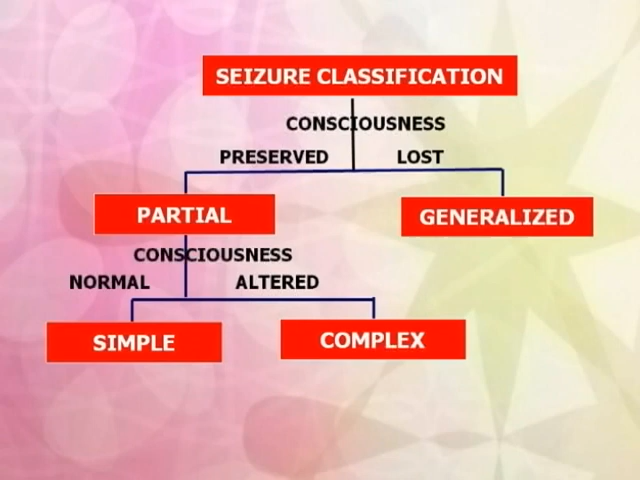 SEIZURE CLASSIFICATION
CONSCIOUSNESS
PRESERVED LOST
PARTIAL GENERALIZED
CONSCIOUSNESS
NORMAL ALTERED
SIMPLE COMPLEX